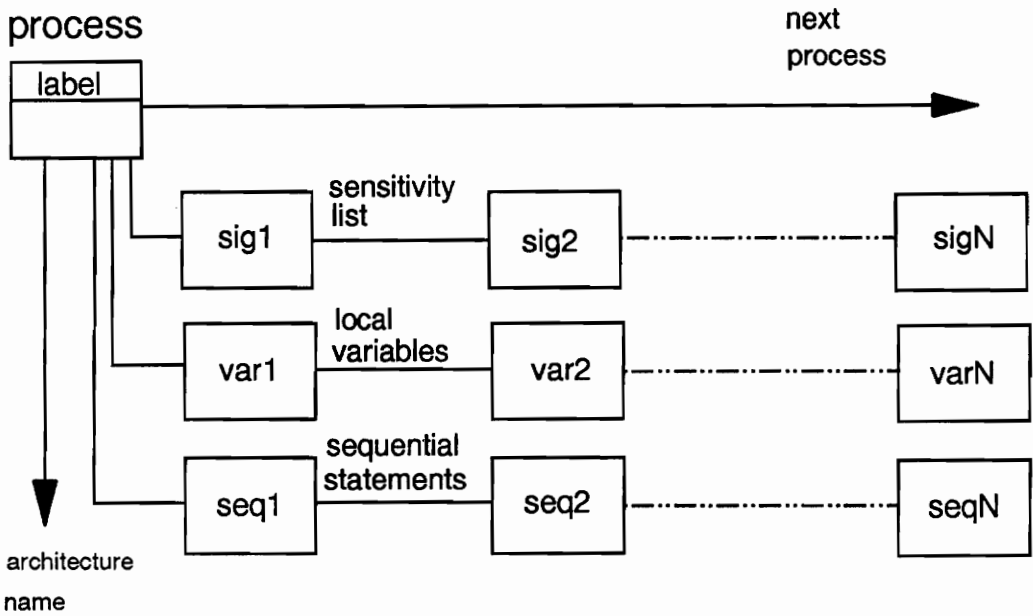 process
next
process
label
sensitivity
list
sig1
sig2
sigN
local
variables
var1
var2
varN
sequential
statements
seq1
seq2
seqN
architecture
name